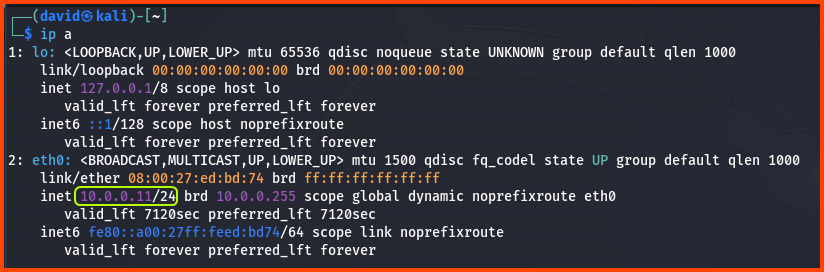 ┌──(david㉿kali)-[~]
└─$ ip a
1: lo: <LOOPBACK,UP,LOWER_UP> mtu 65536 qdisc noqueue state UNKNOWN group default qlen 1000
    link/loopback 00:00:00:00:00:00 brd 00:00:00:00:00:00
    inet 127.0.0.1/8 scope host lo
       valid_lft forever preferred_lft forever
    inet6 ::1/128 scope host noprefixroute
       valid_lft forever preferred_lft forever
2: eth0: <BROADCAST,MULTICAST,UP,LOWER_UP> mtu 1500 qdisc fq_codel state UP group default qlen 1000
    link/ether 08:00:27:ed:bd:74 brd ff:ff:ff:ff:ff:ff
    inet 10.0.0.11/24 brd 10.0.0.255 scope global dynamic noprefixroute eth0
       valid_lft 7120sec preferred_lft 7120sec
    inet6 fe80::a00:27ff:feed:bd74/64 scope link noprefixroute
       valid_lft forever preferred_lft forever